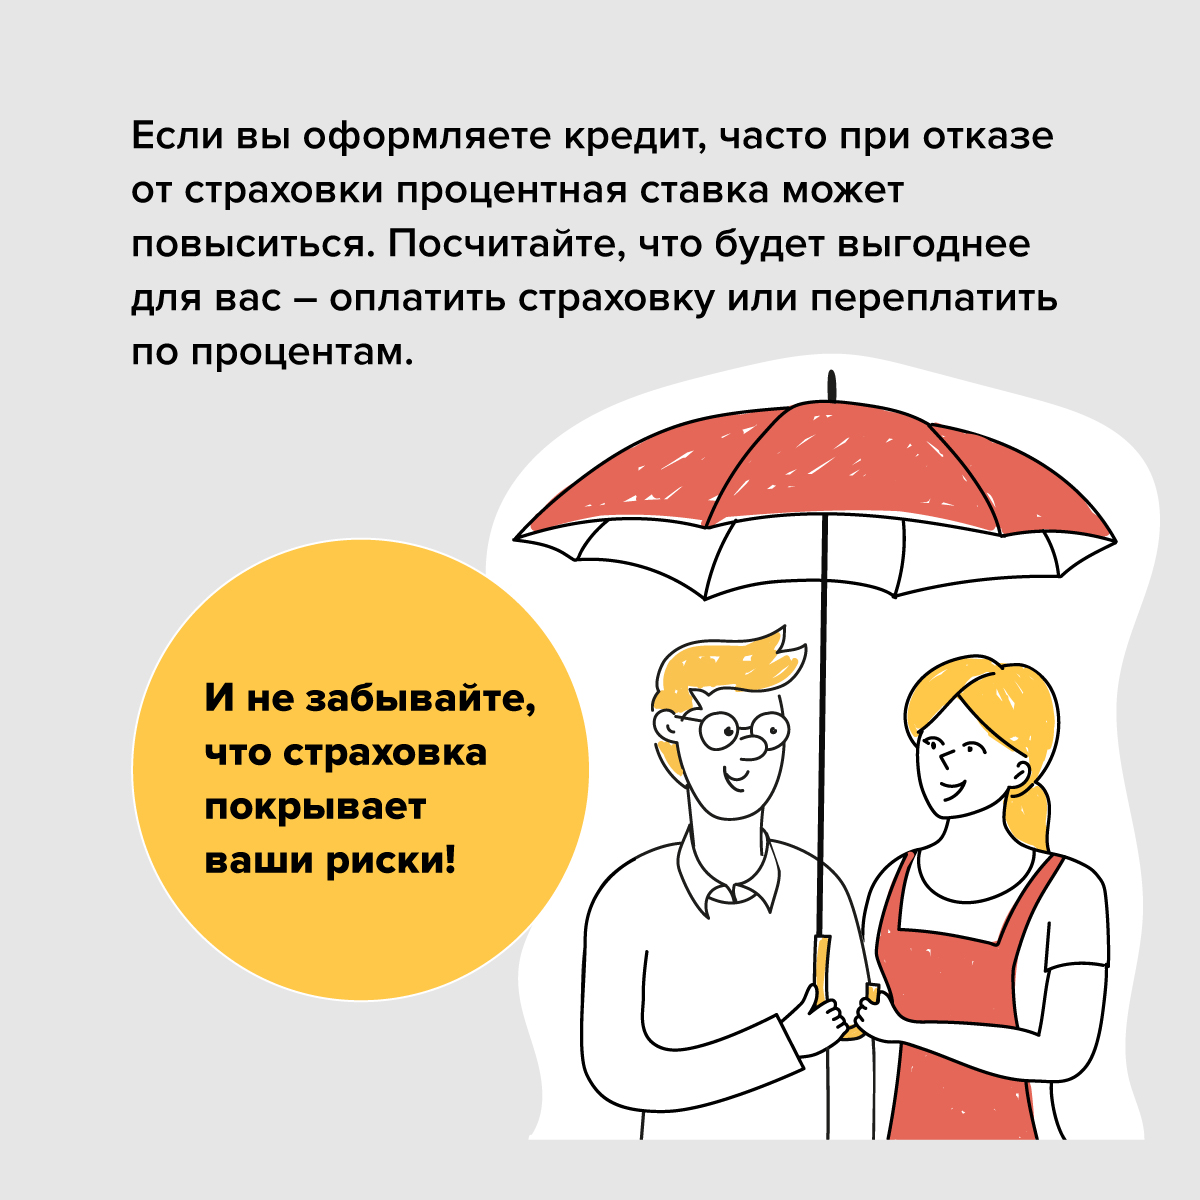 Если вы оформляете кредит, часто при отказе
от страховки процентная ставка может
повыситься. Посчитайте, что будет выгоднее
для вас – оплатить страховку или переплатить
по процентам.
И не забывайте,
что страховка
покрывает
ваши риски!